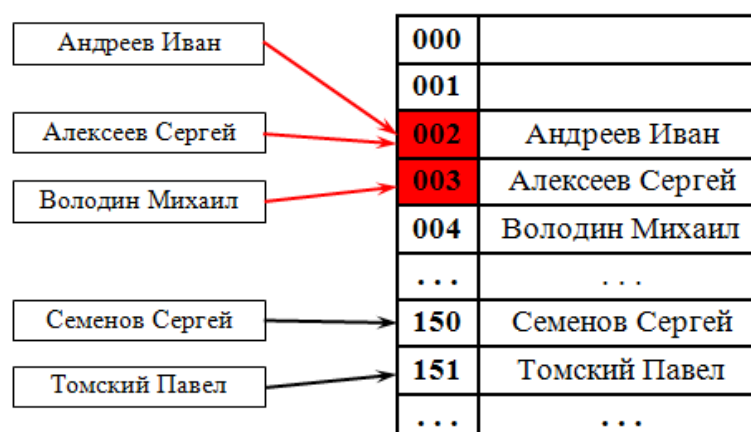 Андреев Иван
Алексеев Сергей
Володин Михаил
Семенов Сергей
Томский Павел
000
001
002 Андреев Иван
003 Алексеев Сергей
004 Володин Михаил
... ...
150 Семенов Сергей
151 Томский Павел
... ...